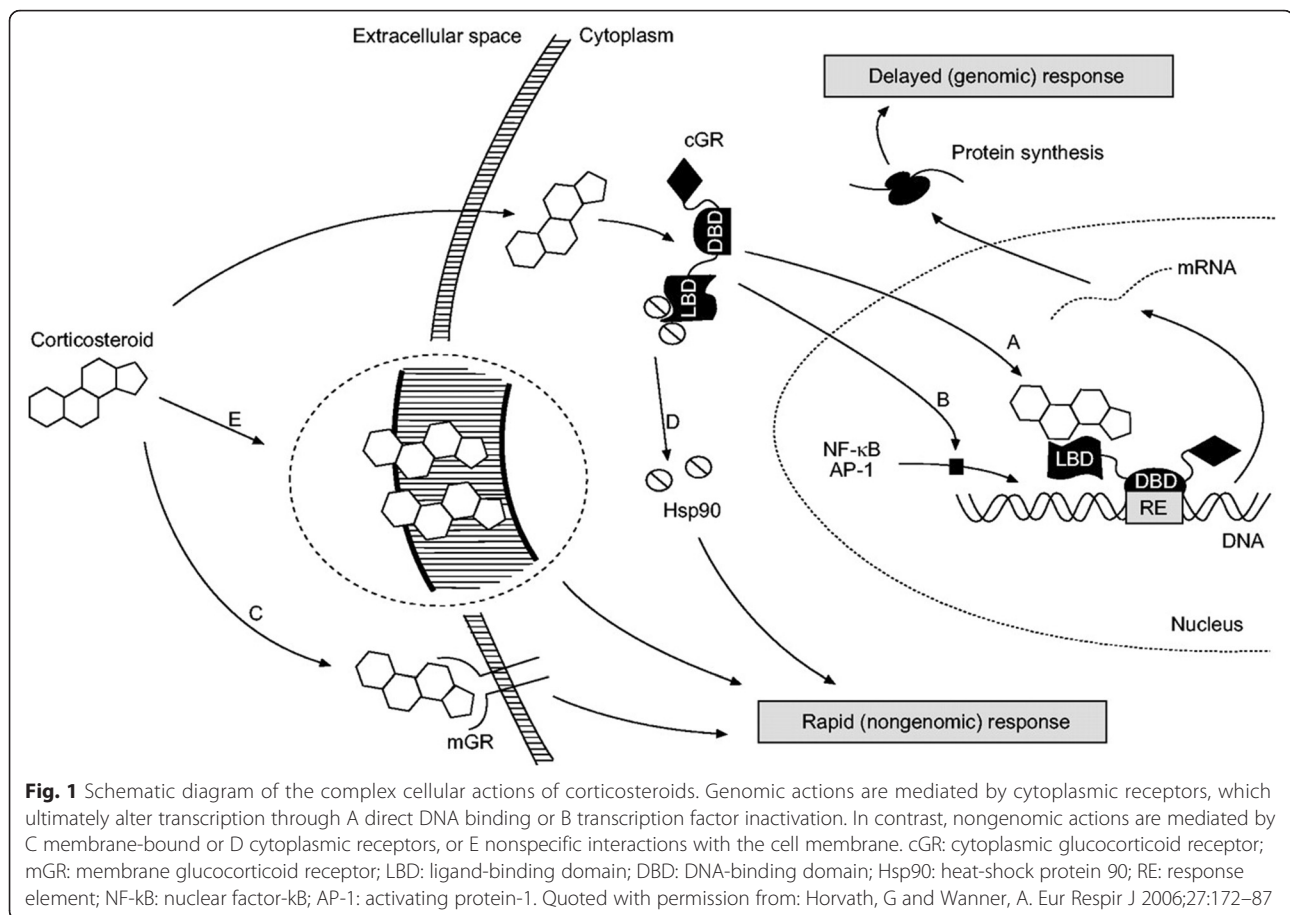 Extracellular space
Cytoplasm
Delayed (genomic) response
cGR
Protein synthesis
DBD
LBD
mRNA
Corticosteroid
A
E
B
D
NF-κB
AP-1
LBD
DBD
RE
Hsp90
DNA
C
Nucleus
mGR
Rapid (nongenomic) response
Fig. 1 Schematic diagram of the complex cellular actions of corticosteroids. Genomic actions are mediated by cytoplasmic receptors, which
ultimately alter transcription through A direct DNA binding or B transcription factor inactivation. In contrast, nongenomic actions are mediated by
C membrane-bound or D cytoplasmic receptors, or E nonspecific interactions with the cell membrane. cGR: cytoplasmic glucocorticoid receptor;
mGR: membrane glucocorticoid receptor; LBD: ligand-binding domain; DBD: DNA-binding domain; Hsp90: heat-shock protein 90; RE: response
element; NF-kB: nuclear factor-kB; AP-1: activating protein-1. Quoted with permission from: Horvath, G and Wanner, A. Eur Respir J 2006;27:172–87